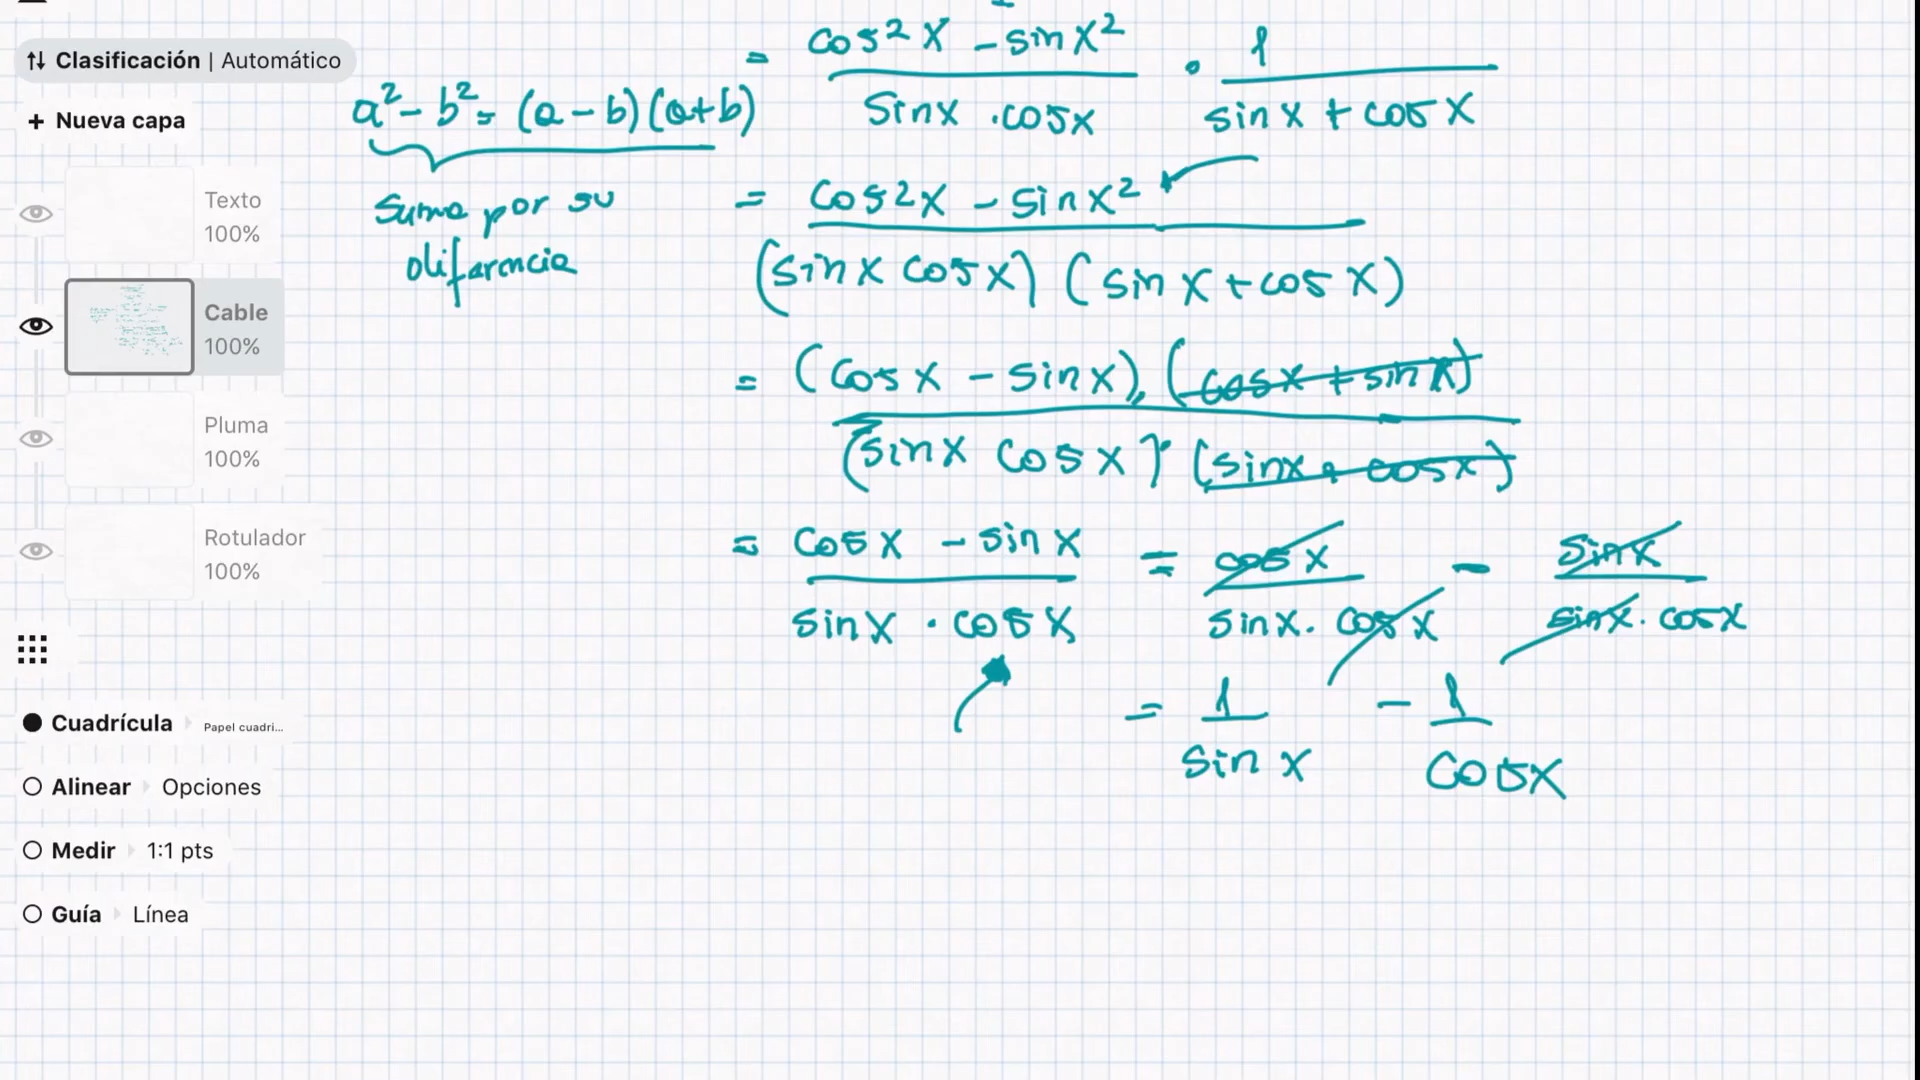 Clasificación | Automático
+ Nueva capa
Texto
100%
Cable
100%
Pluma
100%
Rotulador
100%
Cuadrícula Papel cuadri...
Alinear Opciones
Medir 1:1 pts
Guía Línea
a² - b² = (a - b)(a + b)
Suma por su
diferencia
= cos²x - sinx² / sinx · cosx · 1 / sinx + cosx
= cos²x - sinx² / (sinx cosx) (sinx + cosx)
= (cosx - sinx) · (cosx + sinx) / (sinx cosx) · (sinx + cosx)
= cosx - sinx / sinx · cosx = cosx / sinx · cosx - sinx / sinx · cosx
= 1 / sinx - 1 / cosx